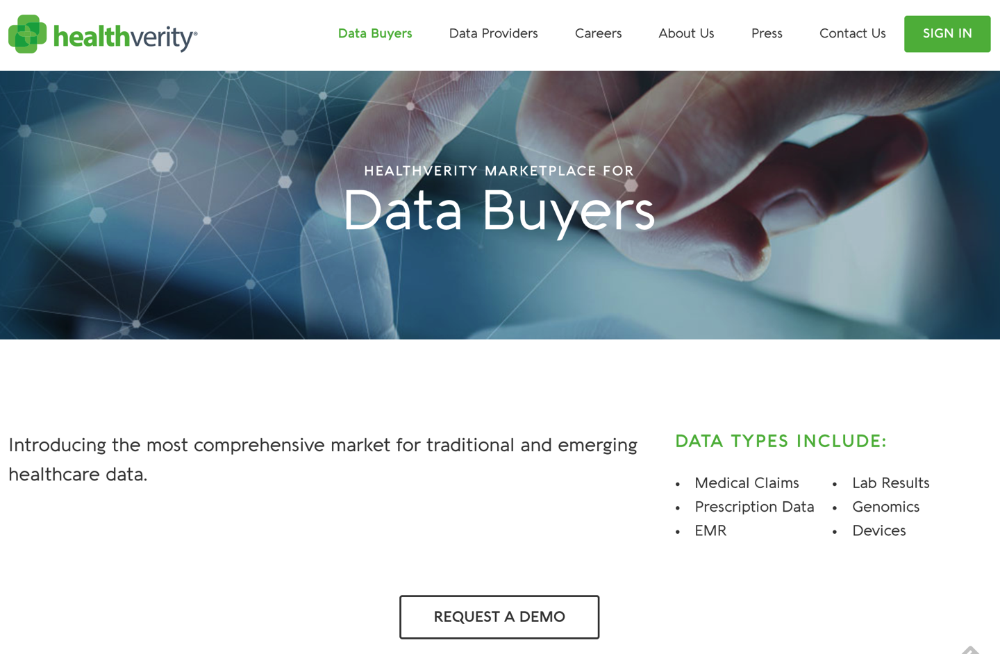 healthverity®
Data Buyers
Data Providers
Careers
About Us
Press
Contact Us
SIGN IN
HEALTHVERITY MARKETPLACE FOR
Data Buyers
Introducing the most comprehensive market for traditional and emerging
healthcare data.
DATA TYPES INCLUDE:
• Medical Claims
• Prescription Data
• EMR
• Lab Results
• Genomics
• Devices
REQUEST A DEMO